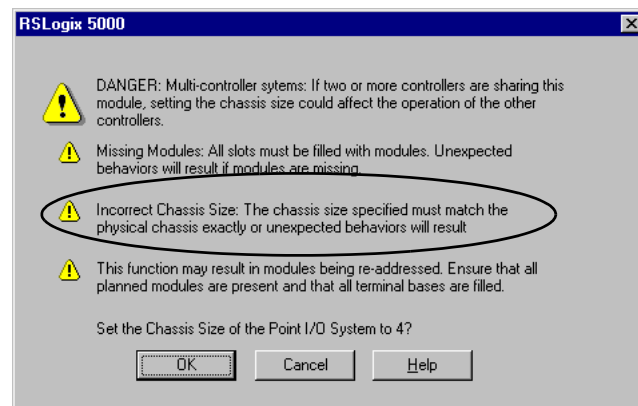 RSLogix 5000
DANGER: Multi-controller sytems: If two or more controllers are sharing this
module, setting the chassis size could affect the operation of the other
controllers.
Missing Modules: All slots must be filled with modules. Unexpected
behaviors will result if modules are missing.
Incorrect Chassis Size: The chassis size specified must match the
physical chassis exactly or unexpected behaviors will result
This function may result in modules being re-addressed. Ensure that all
planned modules are present and that all terminal bases are filled.
Set the Chassis Size of the Point I/O System to 4?
OK Cancel Help